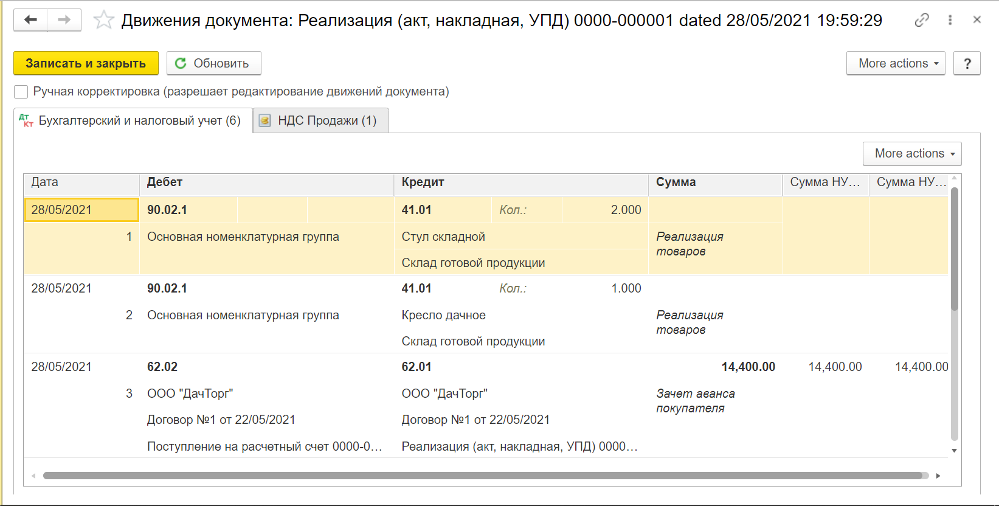 Движения документа: Реализация (акт, накладная, УПД) 0000-000001 dated 28/05/2021 19:59:29
Записать и закрыть Обновить More actions ?
Ручная корректировка (разрешает редактирование движений документа)
Дт Кт Бухгалтерский и налоговый учет (6) НДС Продажи (1)
More actions
Дата Дебет Кредит Сумма Сумма НУ... Сумма НУ...
28/05/2021 90.02.1 41.01 Кол.: 2.000
1 Основная номенклатурная группа Стул складной Реализация
товаров
Склад готовой продукции
28/05/2021 90.02.1 41.01 Кол.: 1.000
2 Основная номенклатурная группа Кресло дачное Реализация
товаров
Склад готовой продукции
28/05/2021 62.02 62.01 14,400.00 14,400.00 14,400.00
3 ООО "ДачТорг" ООО "ДачТорг" Зачет аванса
покупателя
Договор №1 от 22/05/2021 Договор №1 от 22/05/2021
Поступление на расчетный счет 0000-0... Реализация (акт, накладная, УПД) 0000...